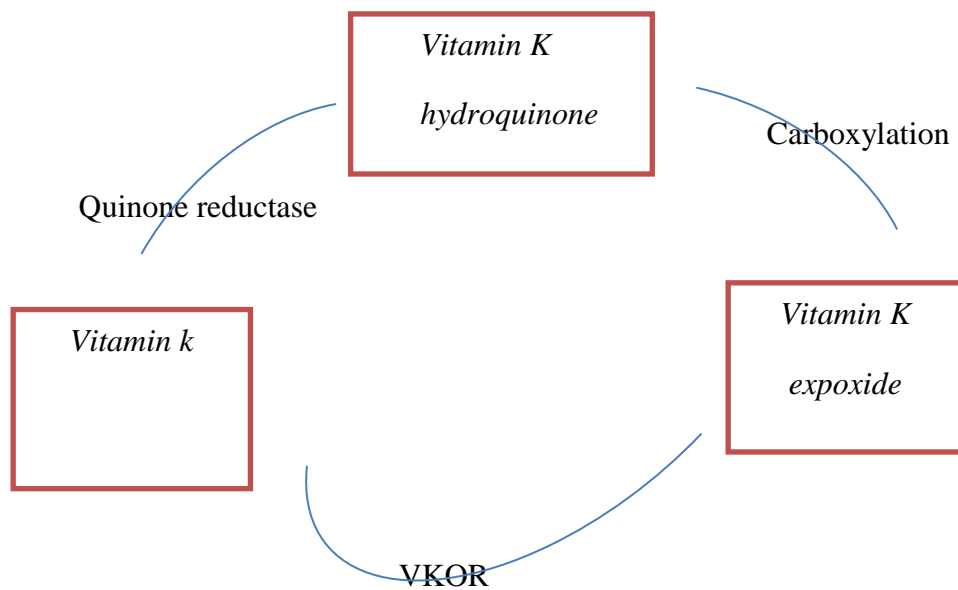 Vitamin K
hydroquinone
Carboxylation
Quinone reductase
Vitamin K
expoxide
Vitamin k
VKOR